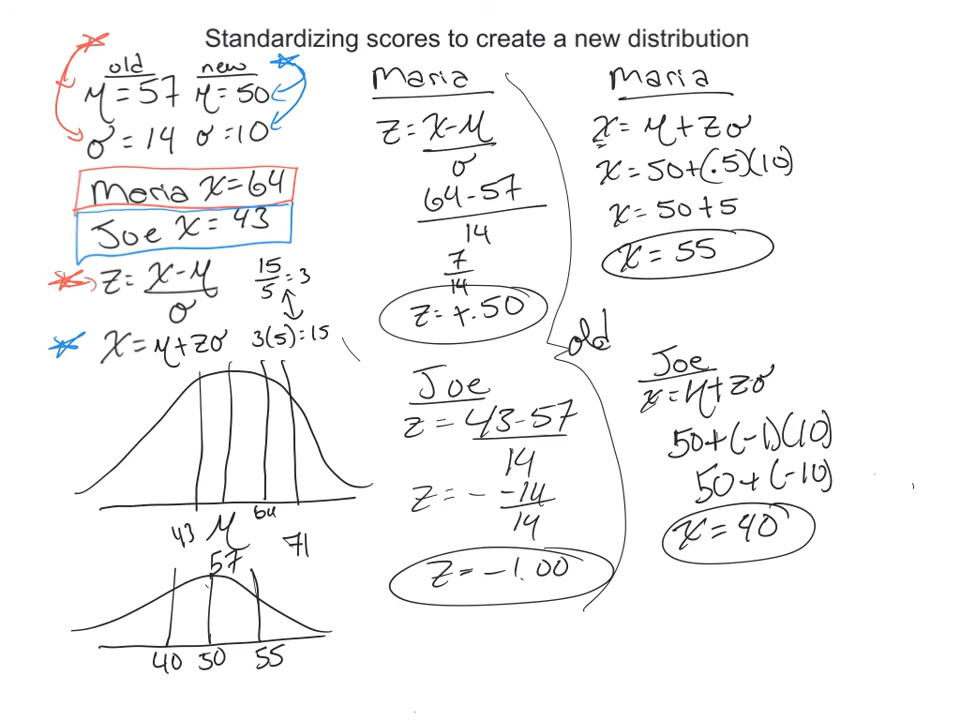 Standardizing scores to create a new distribution
old new
μ = 57 μ = 50
σ = 14 σ = 10
Maria x = 64
Joe x = 43
z = x - μ
σ
15
5 = 3
x = μ + zσ 3(5) = 15
43 μ 64 71
57
40 50 55
Maria
z = x - μ
σ
64 - 57
14
7
14
z = +.50
Joe
z = 43 - 57
14
z = - -14
14
z = -1.00
old
Maria
x = μ + zσ
x = 50 + (.5)(10)
x = 50 + 5
x = 55
Joe
x = μ + zσ
50 + (-1)(10)
50 + (-10)
x = 40